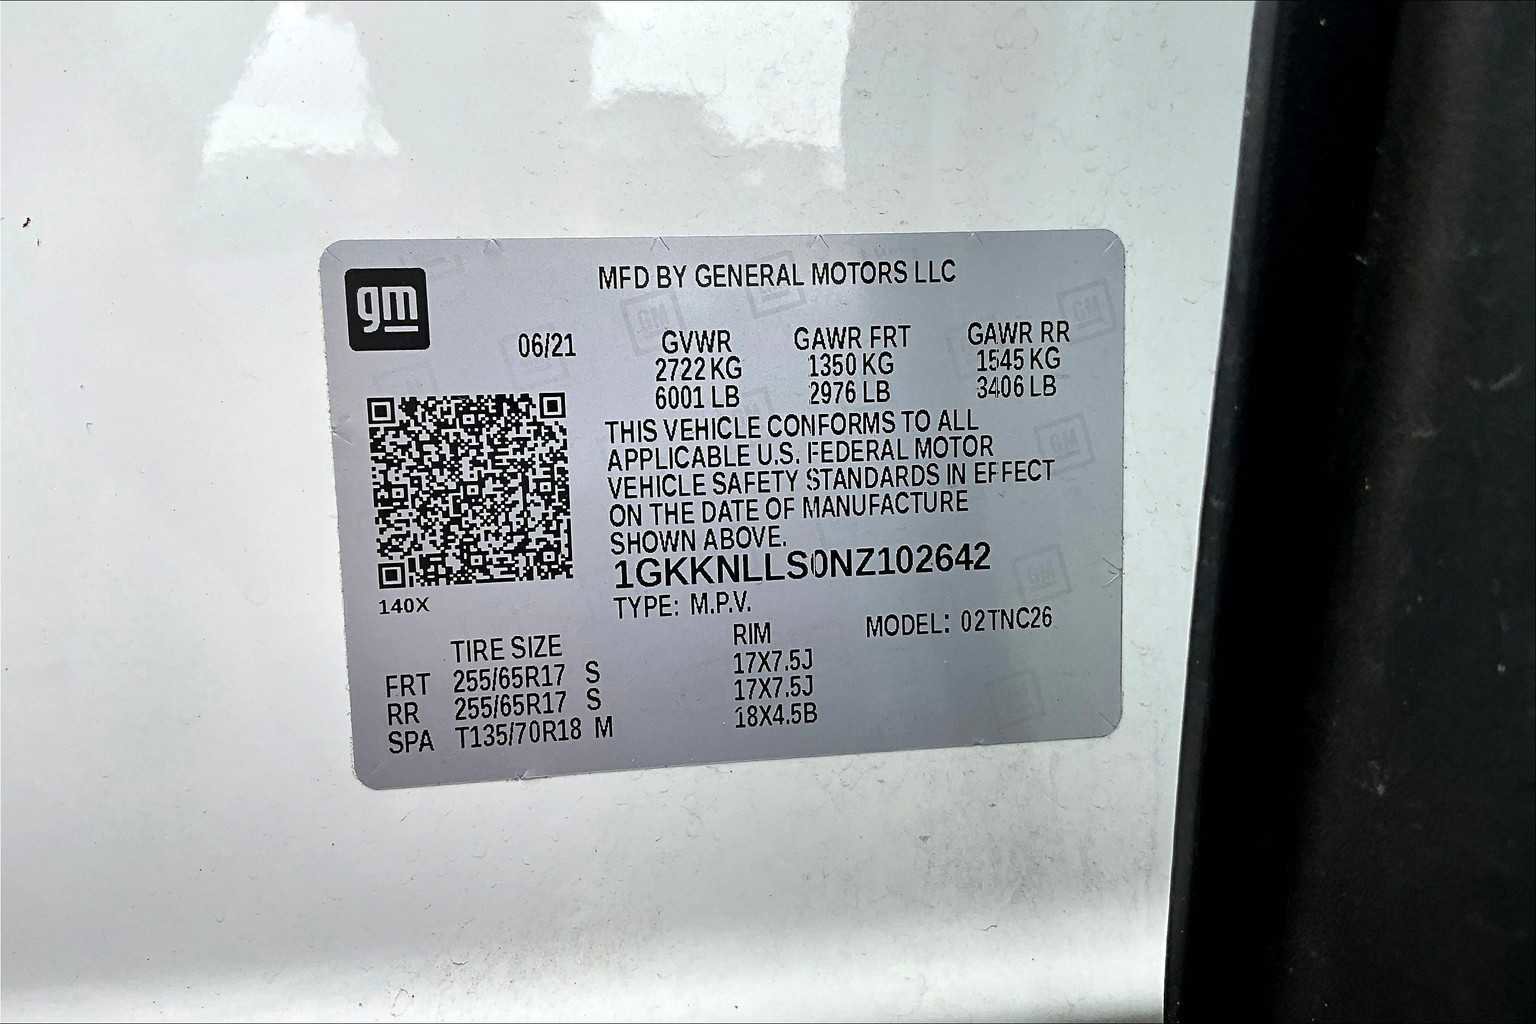 gm
MFD BY GENERAL MOTORS LLC
06/21 GVWR GAWR FRT GAWR RR
2722 KG 1350 KG 1545 KG
6001 LB 2976 LB 3406 LB
THIS VEHICLE CONFORMS TO ALL
APPLICABLE U.S. FEDERAL MOTOR
VEHICLE SAFETY STANDARDS IN EFFECT
ON THE DATE OF MANUFACTURE
SHOWN ABOVE.
1GKKNLLS0NZ102642
140X
TYPE: M.P.V.
MODEL: 02TNC26
TIRE SIZE RIM
FRT 255/65R17 S 17X7.5J
RR 255/65R17 S 17X7.5J
SPA T135/70R18 M 18X4.5B